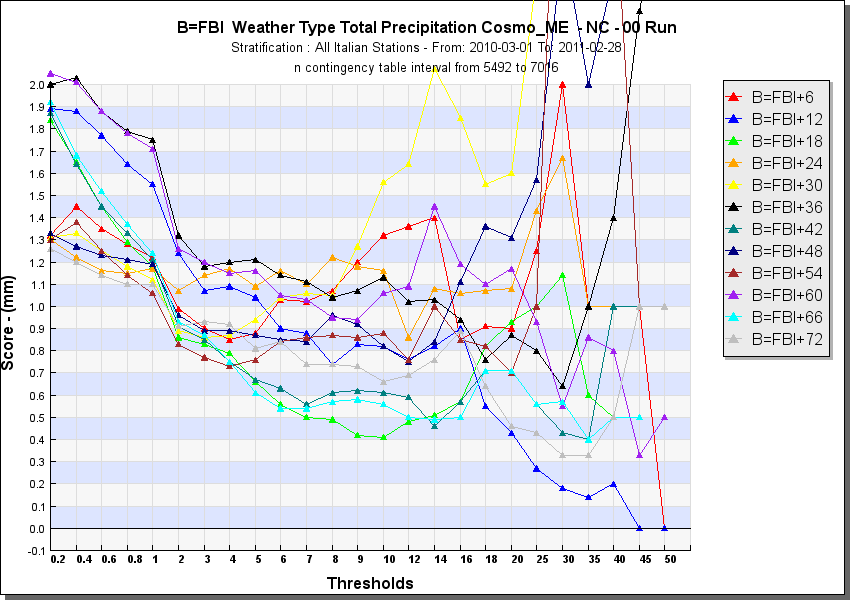 B=FBI Weather Type Total Precipitation Cosmo_ME - NC - 00 Run
Stratification : All Italian Stations - From: 2010-03-01 To: 2011-02-28
n contingency table interval from 5492 to 7016
2.0
1.9
1.8
1.7
1.6
1.5
1.4
1.3
1.2
1.1
1.0
0.9
0.8
0.7
0.6
0.5
0.4
0.3
0.2
0.1
0.0
-0.1
Score - (mm)
0.2 0.4 0.6 0.8 1 2 3 4 5 6 7 8 9 10 12 14 16 18 20 25 30 35 40 45 50
Thresholds
B=FBI+6
B=FBI+12
B=FBI+18
B=FBI+24
B=FBI+30
B=FBI+36
B=FBI+42
B=FBI+48
B=FBI+54
B=FBI+60
B=FBI+66
B=FBI+72